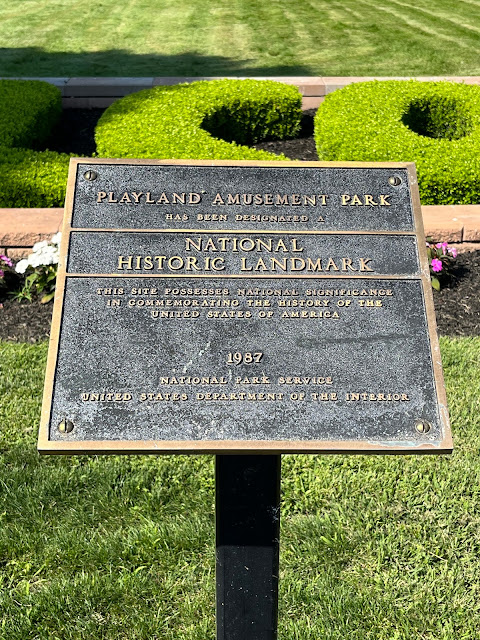 PLAYLAND AMUSEMENT PARK
HAS BEEN DESIGNATED A
NATIONAL
HISTORIC LANDMARK
THIS SITE POSSESSES NATIONAL SIGNIFICANCE
IN COMMEMORATING THE HISTORY OF THE
UNITED STATES OF AMERICA
1987
NATIONAL PARK SERVICE
UNITED STATES DEPARTMENT OF THE INTERIOR